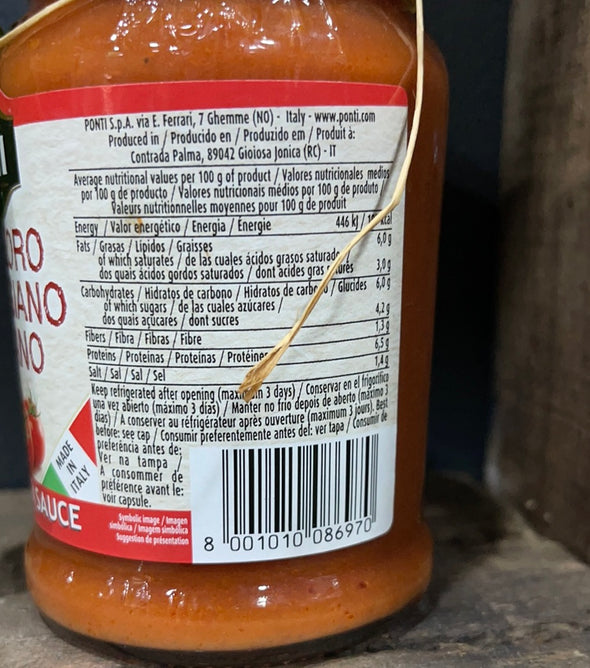 PONTI S.p.A. via E. Ferrari, 7 Ghemme (NO) - Italy - www.ponti.com
Produced in / Producido en / Produzido em / Produit à:
Contrada Palma, 89042 Gioiosa Jonica (RC) - IT
Average nutritional values per 100 g of product / Valores nutricionales medios
por 100 g de producto / Valores nutricionais médios por 100 g de produto /
Valeurs nutritionnelles moyennes pour 100 g de produit
Energy / Valor energético / Energia / Énergie 446 kJ /
Fats / Grasas / Lípidos / Graisses 6,0 g
of which saturates / de las cuales ácidos grasos
dos quais ácidos gordos saturados / dont acides gras 3,0 g
Carbohydrates / Hidratos de carbono / Hidratos de / Glucides 6,0 g
of which sugars / de las cuales azúcares /
dos quais açúcares / dont sucres 4,2 g
Fibers / Fibra / Fibras / Fibre 1,3 g
Proteins / Proteínas / Proteínas / 6,5 g
Salt / Sal / Sal / Sel 1,4 g
Keep refrigerated after opening 3 days) / Conservar en el frigorífico
una vez abierto (máximo 3 días) / Manter no frio depois de aberto (máximo 3
dias) / A conserver au réfrigérateur après ouverture (maximum 3 jours). Best
before: see cap / Consumir preferentemente antes del: ver tapa / Consumir de
preferência antes de:
Ver na tampa /
A consommer de
préférence avant le:
voir capsule.
ORO
IANO
NO
MADE
IN
ITALY
SAUCE
Symbolic image / Imagen
simbólica / Imagem simbólica
Suggestion de présentation
8 001010 086970